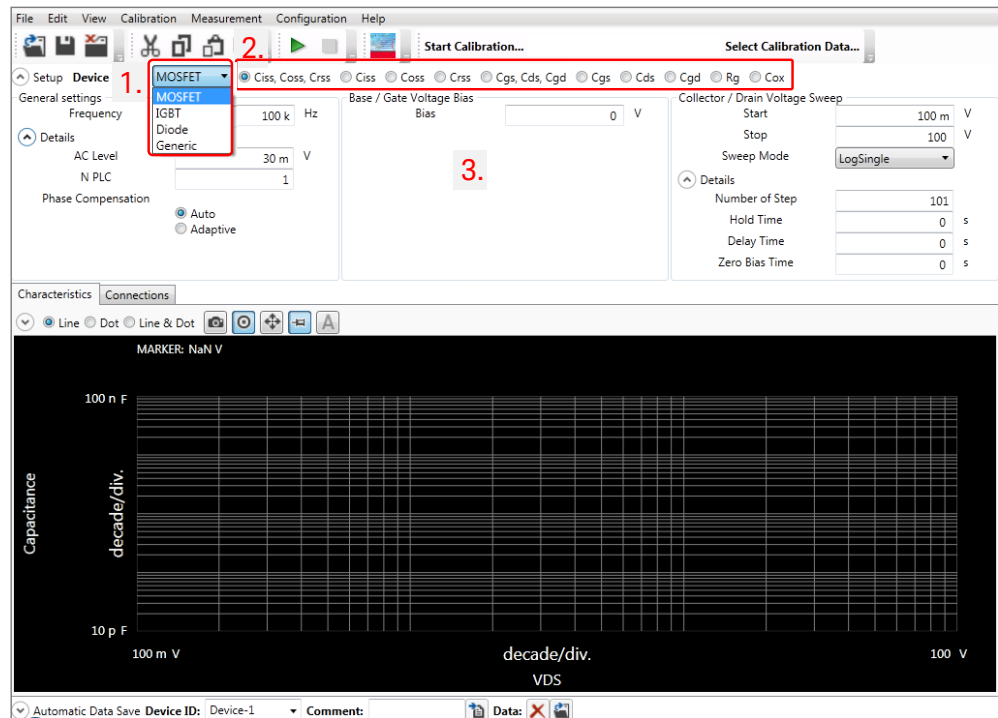 File Edit View Calibration Measurement Configuration Help
2. Start Calibration... Select Calibration Data...
Setup Device 1. MOSFET Ciss, Coss, Crss Ciss Coss Crss Cgs, Cds, Cgd Cgs Cds Cgd Rg Cox
MOSFET
IGBT
Diode
Generic
General settings
Frequency 100 k Hz
Details
AC Level 30 m V
N PLC 1
Phase Compensation
Auto
Adaptive
Base / Gate Voltage Bias
Bias 0 V
3.
Collector / Drain Voltage Sweep
Start 100 m V
Stop 100 V
Sweep Mode LogSingle
Details
Number of Step 101
Hold Time 0 s
Delay Time 0 s
Zero Bias Time 0 s
Characteristics Connections
Line Dot Line & Dot A
MARKER: NaN V
100 n F
Capacitance
decade/div.
10 p F
100 m V decade/div. 100 V
VDS
Automatic Data Save Device ID: Device-1 Comment: Data: